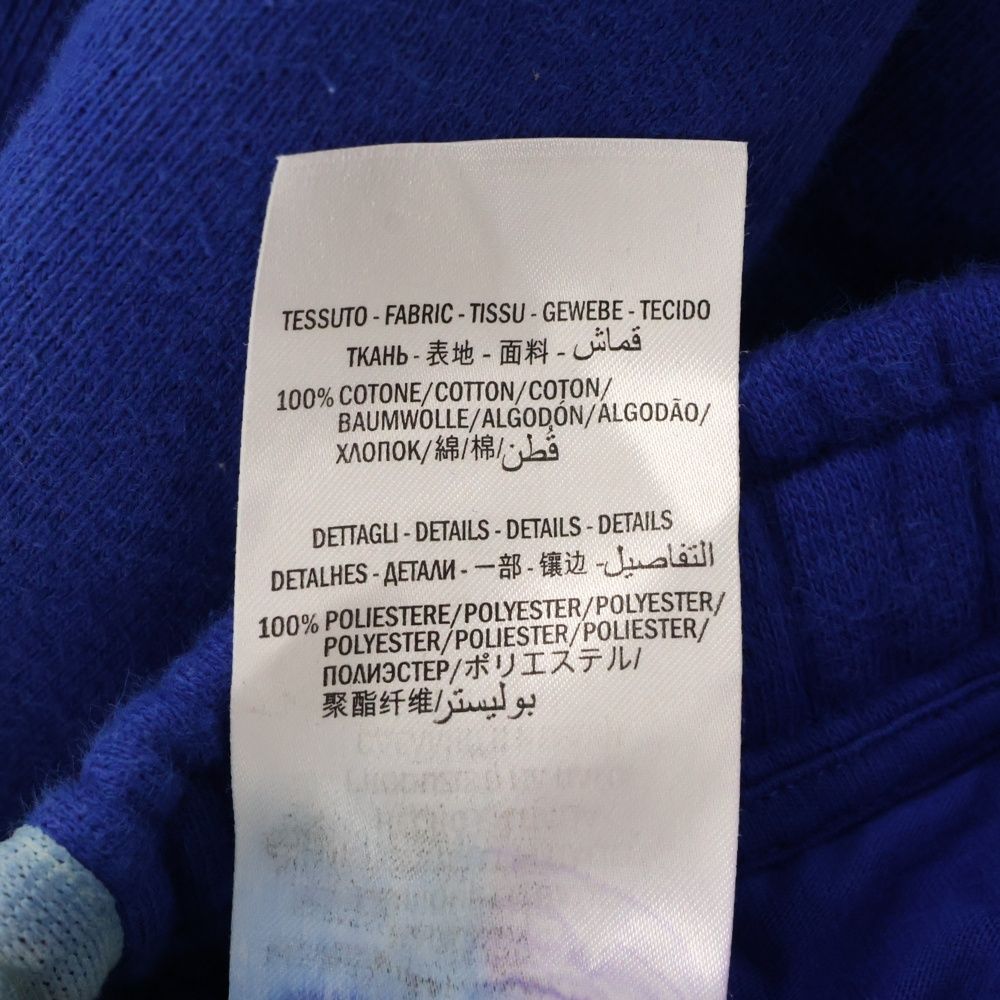 TESSUTO - FABRIC - TISSU - GEWEBE - TECIDO
ТКАНЬ - 表地 - 面料 - قماش
100% COTONE/COTTON/COTON/
BAUMWOLLE/ALGODÓN/ALGODÃO/
ХЛОПОК/綿/棉/قُطن
DETTAGLI - DETAILS - DETAILS - DETAILS
DETALHES - ДЕТАЛИ - 一部 - 镶边 - التفاصيل
100% POLIESTERE/POLYESTER/POLYESTER/
POLYESTER/POLIESTER/POLIESTER/
ПОЛИЭСТЕР/ポリエステル/
聚酯纤维/بوليستر